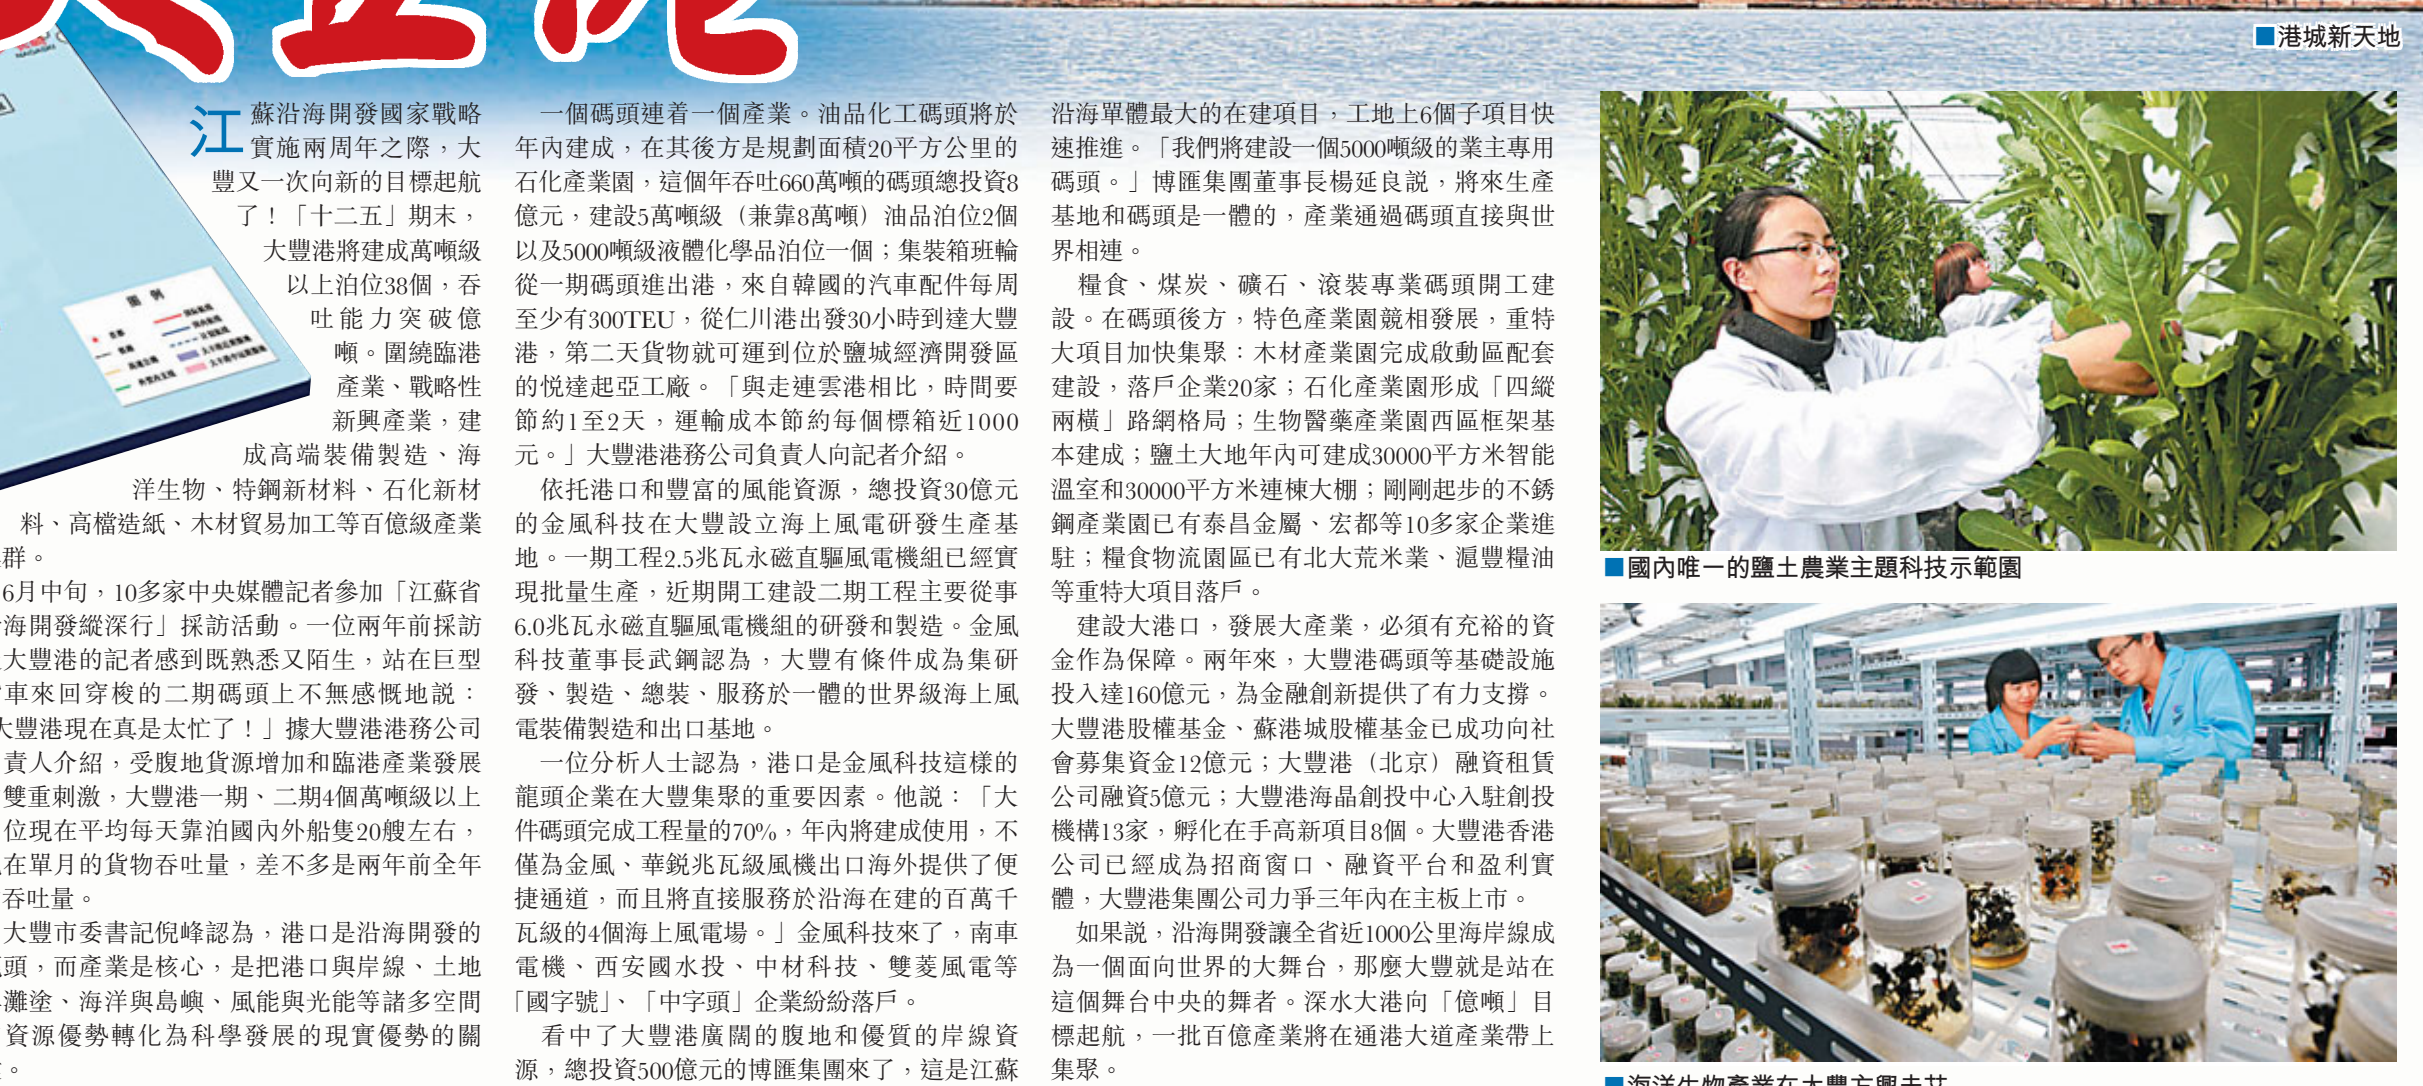 大豐港
■港城新天地
江蘇沿海開發國家戰略
實施兩周年之際，大
豐又一次向新的目標起航
了！「十二五」期末，
大豐港將建成萬噸級
以上泊位38個，吞
吐能力突破億
噸。圍繞臨港
產業、戰略性
新興產業，建
成高端裝備製造、海
洋生物、特鋼新材料、石化新材
料、高檔造紙、木材貿易加工等百億級產業
群。
6月中旬，10多家中央媒體記者參加「江蘇省
海開發縱深行」採訪活動。一位兩年前採訪
大豐港的記者感到既熟悉又陌生，站在巨型
車來回穿梭的二期碼頭上不無感慨地説：
大豐港現在真是太忙了！」據大豐港港務公司
責人介紹，受腹地貨源增加和臨港產業發展
雙重刺激，大豐港一期、二期4個萬噸級以上
位現在平均每天靠泊國內外船隻20艘左右，
在單月的貨物吞吐量，差不多是兩年前全年
吞吐量。
大豐市委書記倪峰認為，港口是沿海開發的
頭，而產業是核心，是把港口與岸線、土地
灘塗、海洋與島嶼、風能與光能等諸多空間
資源優勢轉化為科學發展的現實優勢的關
。
一個碼頭連着一個產業。油品化工碼頭將於
年內建成，在其後方是規劃面積20平方公里的
石化產業園，這個年吞吐660萬噸的碼頭總投資8
億元，建設5萬噸級（兼靠8萬噸）油品泊位2個
以及5000噸級液體化學品泊位一個；集裝箱班輪
從一期碼頭進出港，來自韓國的汽車配件每周
至少有300TEU，從仁川港出發30小時到達大豐
港，第二天貨物就可運到位於鹽城經濟開發區
的悅達起亞工廠。「與走連雲港相比，時間要
節約1至2天，運輸成本節約每個標箱近1000
元。」大豐港港務公司負責人向記者介紹。
依托港口和豐富的風能資源，總投資30億元
的金風科技在大豐設立海上風電研發生產基
地。一期工程2.5兆瓦永磁直驅風電機組已經實
現批量生產，近期開工建設二期工程主要從事
6.0兆瓦永磁直驅風電機組的研發和製造。金風
科技董事長武鋼認為，大豐有條件成為集研
發、製造、總裝、服務於一體的世界級海上風
電裝備製造和出口基地。
一位分析人士認為，港口是金風科技這樣的
龍頭企業在大豐集聚的重要因素。他説：「大
件碼頭完成工程量的70%，年內將建成使用，不
僅為金風、華鋭兆瓦級風機出口海外提供了便
捷通道，而且將直接服務於沿海在建的百萬千
瓦級的4個海上風電場。」金風科技來了，南車
電機、西安國水投、中材科技、雙菱風電等
「國字號」、「中字頭」企業紛紛落戶。
看中了大豐港廣闊的腹地和優質的岸線資
源，總投資500億元的博匯集團來了，這是江蘇
沿海單體最大的在建項目，工地上6個子項目快
速推進。「我們將建設一個5000噸級的業主專用
碼頭。」博匯集團董事長楊延良説，將來生產
基地和碼頭是一體的，產業通過碼頭直接與世
界相連。
糧食、煤炭、礦石、滾裝專業碼頭開工建
設。在碼頭後方，特色產業園競相發展，重特
大項目加快集聚：木材產業園完成啟動區配套
建設，落戶企業20家；石化產業園形成「四縱
兩橫」路網格局；生物醫藥產業園西區框架基
本建成；鹽土大地年內可建成30000平方米智能
溫室和30000平方米連棟大棚；剛剛起步的不銹
鋼產業園已有泰昌金屬、宏都等10多家企業進
駐；糧食物流園區已有北大荒米業、滬豐糧油
等重特大項目落戶。
建設大港口，發展大產業，必須有充裕的資
金作為保障。兩年來，大豐港碼頭等基礎設施
投入達160億元，為金融創新提供了有力支撐。
大豐港股權基金、蘇港城股權基金已成功向社
會募集資金12億元；大豐港（北京）融資租賃
公司融資5億元；大豐港海晶創投中心入駐創投
機構13家，孵化在手高新項目8個。大豐港香港
公司已經成為招商窗口、融資平台和盈利實
體，大豐港集團公司力爭三年內在主板上市。
如果説，沿海開發讓全省近1000公里海岸線成
為一個面向世界的大舞台，那麼大豐就是站在
這個舞台中央的舞者。深水大港向「億噸」目
標起航，一批百億產業將在通港大道產業帶上
集聚。
■國內唯一的鹽土農業主題科技示範園
■海洋生物產業在大豐方興未艾